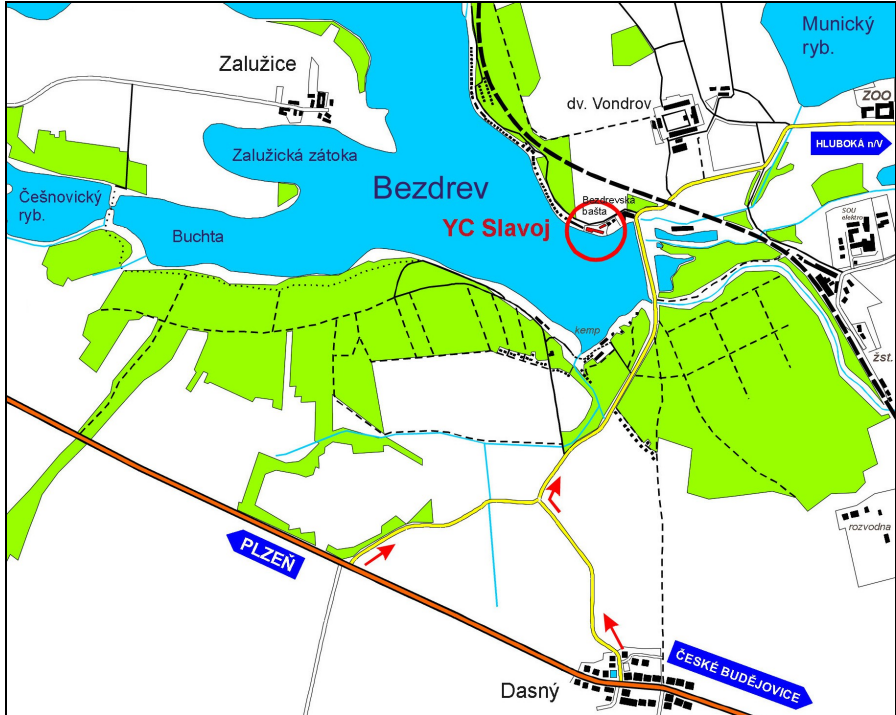 Munický
ryb.
Zalužice
ZOO
dv. Vondrov
HLUBOKÁ n/V
Zalužická zátoka
Bezdrev
Češnovický
ryb.
Bezdrevská
bašta
SOU
elektro
YC Slavoj
Buchta
kemp
žst.
rozvodna
PLZEŇ
ČESKÉ BUDĚJOVICE
Dasný